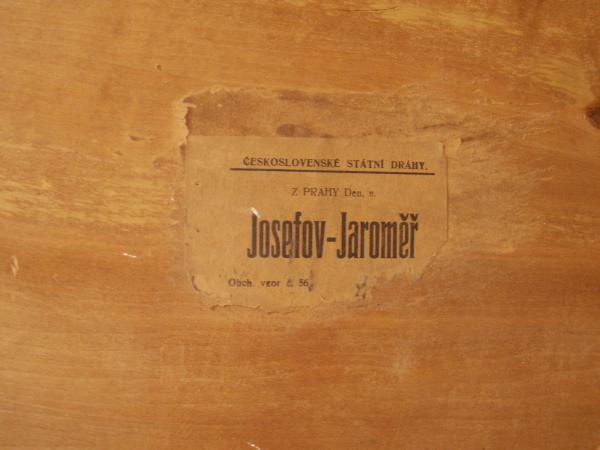 ČESKOSLOVENSKÉ STÁTNÍ DRÁHY.
Z PRAHY Den. n.
Josefov-Jaroměř
Obch. vzor č. 56